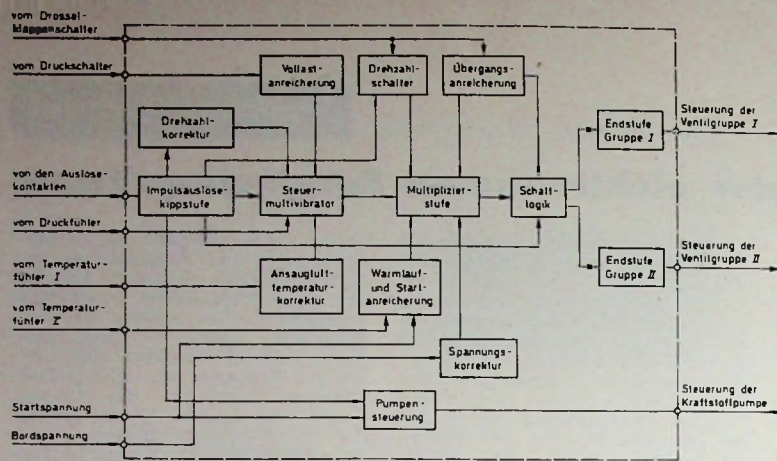 vom Drossel-
klappenschalter
vom Druckschalter
von den Auslöse-
kontakten
vom Druckfühler
vom Temperatur-
fühler I
vom Temperatur-
fühler II
Startspannung
Bordspannung
Vollast-
anreicherung
Drehzahl-
schalter
Übergangs-
anreicherung
Drehzahl-
korrektur
Impulsauslöse-
kippstufe
Steuer-
multivibrator
Multiplizier-
stufe
Schalt-
logik
Endstufe
Gruppe I
Endstufe
Gruppe II
Ansaugluft-
temperatur-
korrektur
Warmlauf-
und Start-
anreicherung
Spannungs-
korrektur
Pumpen-
steuerung
Steuerung der
Ventilgruppe I
Steuerung der
Ventilgruppe II
Steuerung der
Kraftstoffpumpe